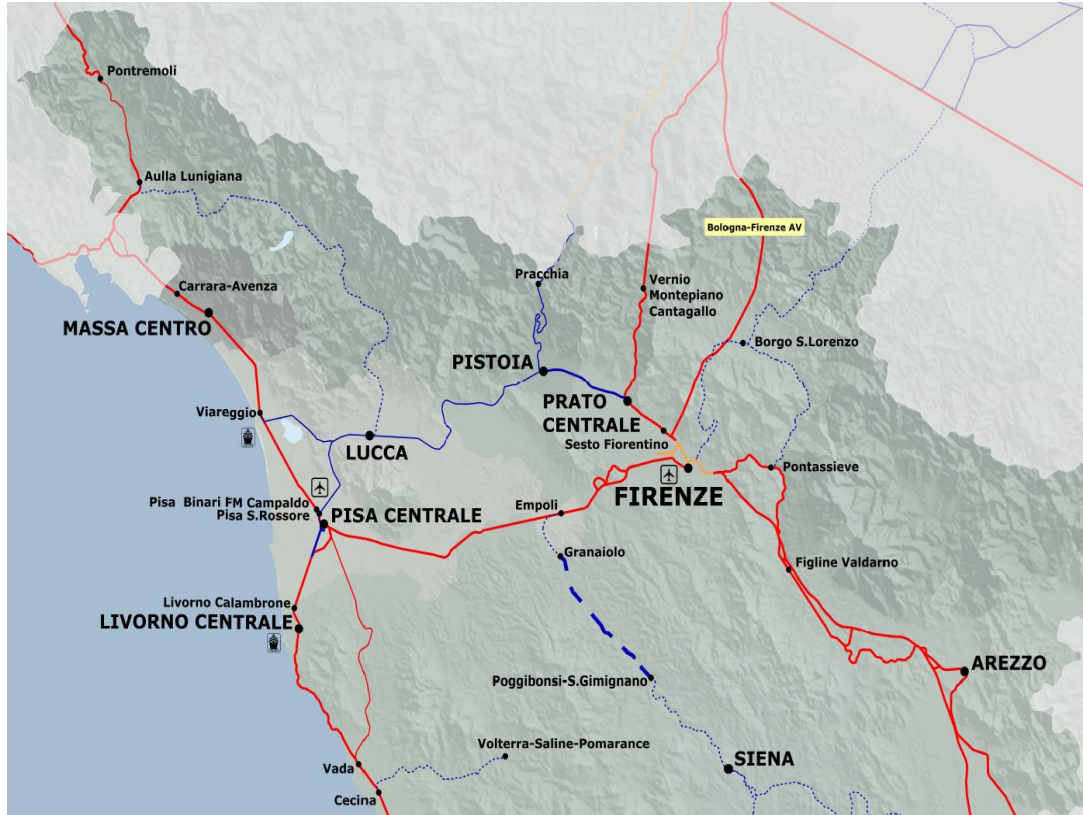 Pontremoli
Aulla Lunigiana
Bologna-Firenze AV
Pracchia
Vernio
Montepiano
Cantagallo
Carrara-Avenza
MASSA CENTRO
Borgo S.Lorenzo
PISTOIA
PRATO
CENTRALE
Viareggio
Sesto Fiorentino
LUCCA
Pontassieve
FIRENZE
Pisa Binari FM Campaldo
Pisa S.Rossore
PISA CENTRALE
Empoli
Granaiolo
Figline Valdarno
Livorno Calambrone
LIVORNO CENTRALE
AREZZO
Poggibonsi-S.Gimignano
Volterra-Saline-Pomarance
SIENA
Vada
Cecina